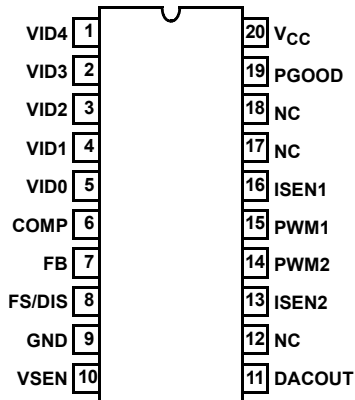 VID4 1 20 VCC
VID3 2 19 PGOOD
VID2 3 18 NC
VID1 4 17 NC
VID0 5 16 ISEN1
COMP 6 15 PWM1
FB 7 14 PWM2
FS/DIS 8 13 ISEN2
GND 9 12 NC
VSEN 10 11 DACOUT